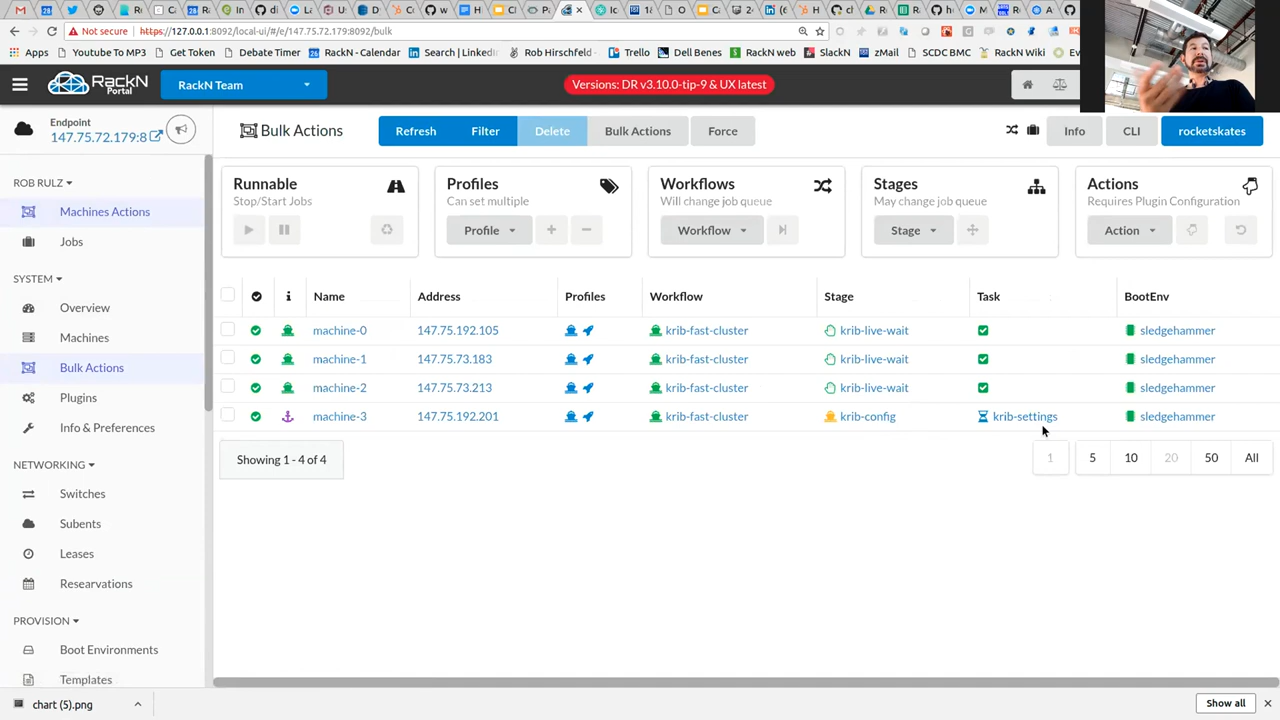 Not secure https://127.0.0.1:8092/local-ui/#/e/147.75.72.179:8092/bulk
Apps YouTube To MP3 Get Token Debate Timer RackN - Calendar Search | LinkedIn Rob Hirschfeld Trello Dell Benes RackN web SlackN zMail SCDC BMC RackN Wiki
RackN Portal
RackN Team
Versions: DR v3.10.0-tip-9 & UX latest
Endpoint
147.75.72.179:8
Bulk Actions
Refresh Filter Delete Bulk Actions Force
Info CLI rocketskates
ROB RULZ
Machines Actions
Jobs
SYSTEM
Overview
Machines
Bulk Actions
Plugins
Info & Preferences
NETWORKING
Switches
Subents
Leases
Researvations
PROVISION
Boot Environments
Templates
Runnable
Stop/Start Jobs
Profiles
Can set multiple
Profile
Workflows
Will change job queue
Workflow
Stages
May change job queue
Stage
Actions
Requires Plugin Configuration
Action
Name Address Profiles Workflow Stage Task BootEnv
machine-0 147.75.192.105 krib-fast-cluster krib-live-wait sledgehammer
machine-1 147.75.73.183 krib-fast-cluster krib-live-wait sledgehammer
machine-2 147.75.73.213 krib-fast-cluster krib-live-wait sledgehammer
machine-3 147.75.192.201 krib-fast-cluster krib-config krib-settings sledgehammer
Showing 1 - 4 of 4
1 5 10 20 50 All
chart (5).png
Show all